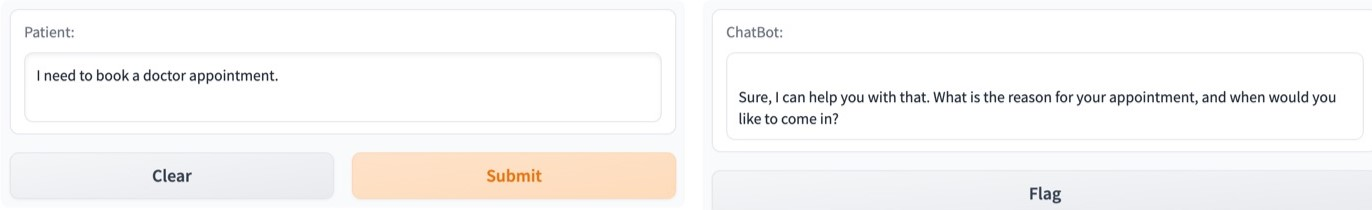 Patient:
I need to book a doctor appointment.
Clear
Submit
ChatBot:
Sure, I can help you with that. What is the reason for your appointment, and when would you
like to come in?
Flag